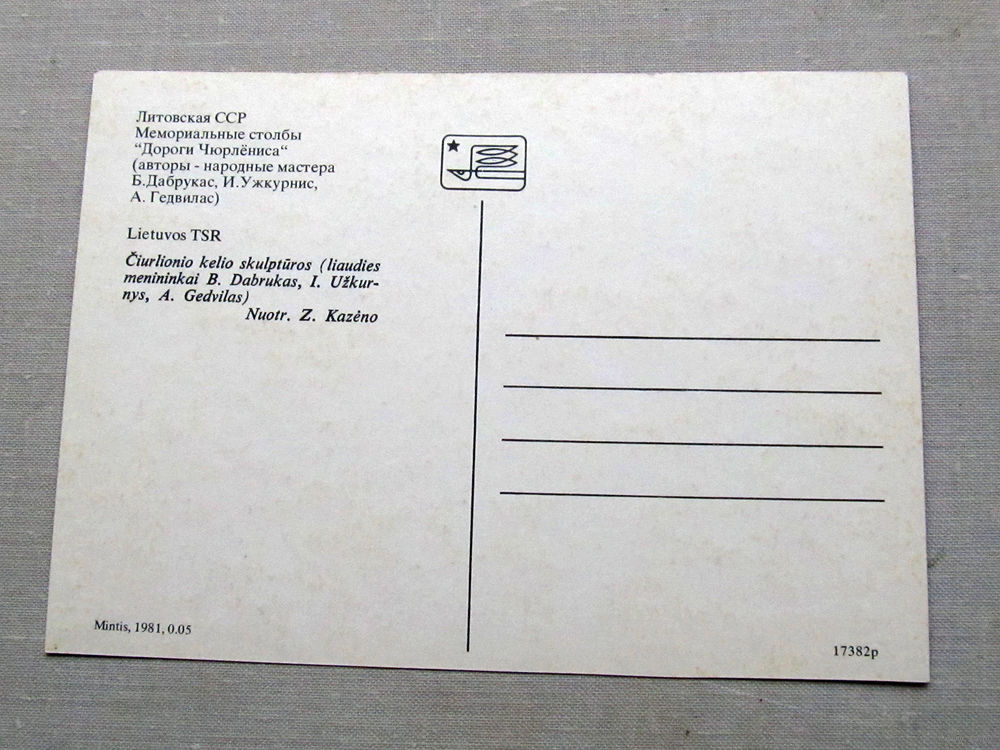 Литовская ССР
Мемориальные столбы
“Дороги Чюрлёниса“
(авторы - народные мастера
Б.Дабрукас, И.Ужкурнис,
А. Гедвилас)
Lietuvos TSR
Čiurlionio kelio skulptūros (liaudies
menininkai B. Dabrukas, I. Užkur-
nys, A. Gedvilas)
Nuotr. Z. Kazėno
Mintis, 1981, 0.05
17382p